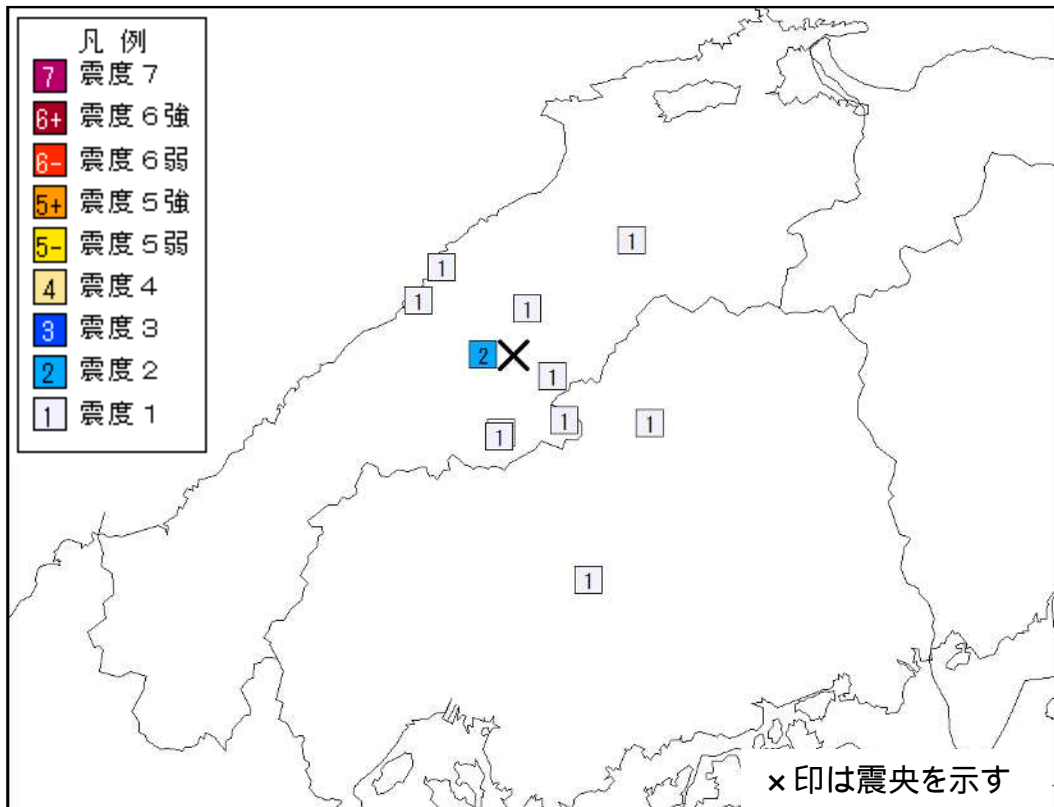 凡 例
7 震度７
6+ 震度６強
6- 震度６弱
5+ 震度５強
5- 震度５弱
4 震度４
3 震度３
2 震度２
1 震度１
1
1
1
1
2
1
1
1
1
1
×印は震央を示す